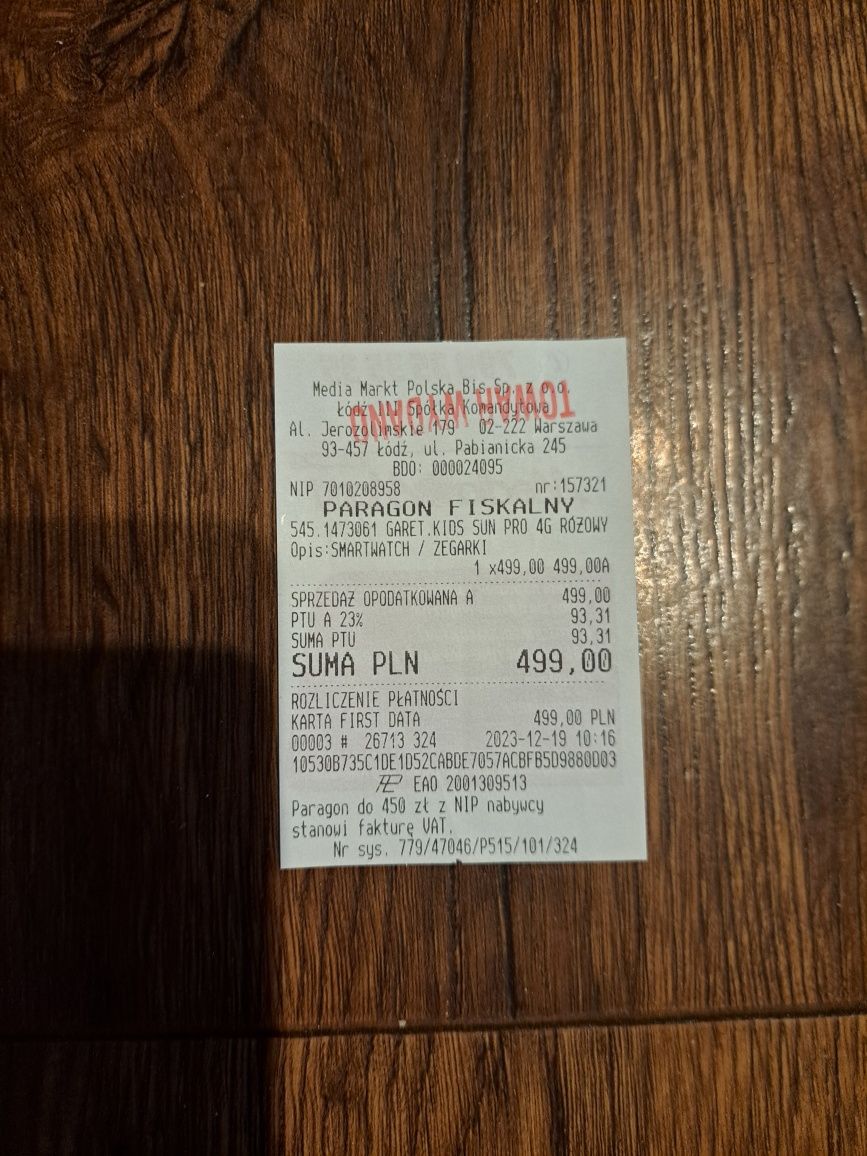 Media Markt Polska Bis Sp. z o.o.
Łódź III Spółka Komandytowa
TOWAR WYDANO
Al. Jerozolimskie 179 02-222 Warszawa
93-457 Łódź, ul. Pabianicka 245
BDO: 000024095
NIP 7010208958 nr:157321
PARAGON FISKALNY
545.1473061 GARET.KIDS SUN PRO 4G RÓŻOWY
Opis:SMARTWATCH / ZEGARKI
1 x499,00 499,00A
SPRZEDAŻ OPODATKOWANA A 499,00
PTU A 23% 93,31
SUMA PTU 93,31
SUMA PLN 499,00
ROZLICZENIE PŁATNOŚCI
KARTA FIRST DATA 499,00 PLN
00003 # 26713 324 2023-12-19 10:16
10530B735C1DE1D52CABDE7057ACBFB5D9880D03
EAO 2001309513
Paragon do 450 zł z NIP nabywcy
stanowi fakturę VAT.
Nr sys. 779/47046/P515/101/324